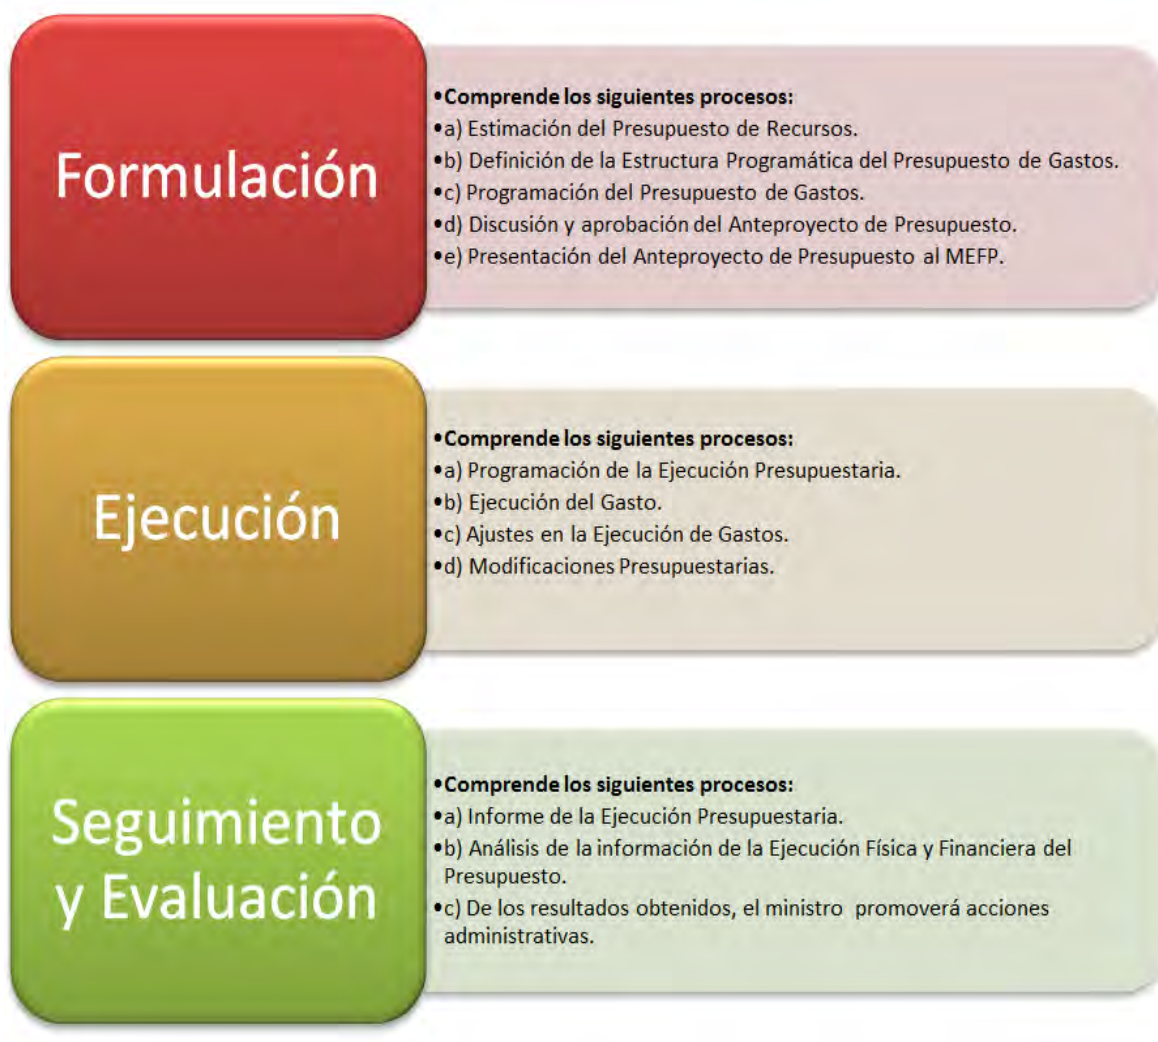 Formulación
•Comprende los siguientes procesos:
•a) Estimación del Presupuesto de Recursos.
•b) Definición de la Estructura Programática del Presupuesto de Gastos.
•c) Programación del Presupuesto de Gastos.
•d) Discusión y aprobación del Anteproyecto de Presupuesto.
•e) Presentación del Anteproyecto de Presupuesto al MEFP.
Ejecución
•Comprende los siguientes procesos:
•a) Programación de la Ejecución Presupuestaria.
•b) Ejecución del Gasto.
•c) Ajustes en la Ejecución de Gastos.
•d) Modificaciones Presupuestarias.
Seguimiento
y Evaluación
•Comprende los siguientes procesos:
•a) Informe de la Ejecución Presupuestaria.
•b) Análisis de la información de la Ejecución Física y Financiera del
Presupuesto.
•c) De los resultados obtenidos, el ministro promoverá acciones
administrativas.